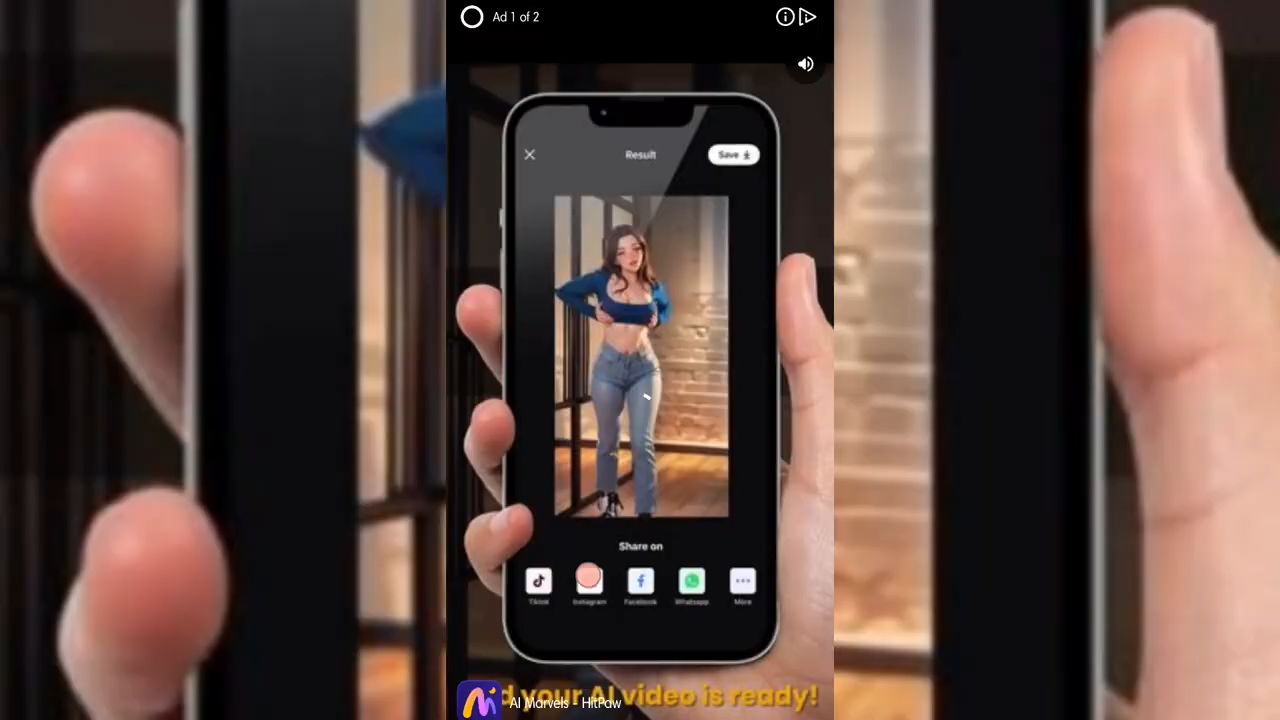 Ad 1 of 2
Result
Save
Share on
Tiktok
Instagram
Facebook
Whatsapp
More
d your AI video is ready!
AI Marvels - HitPaw